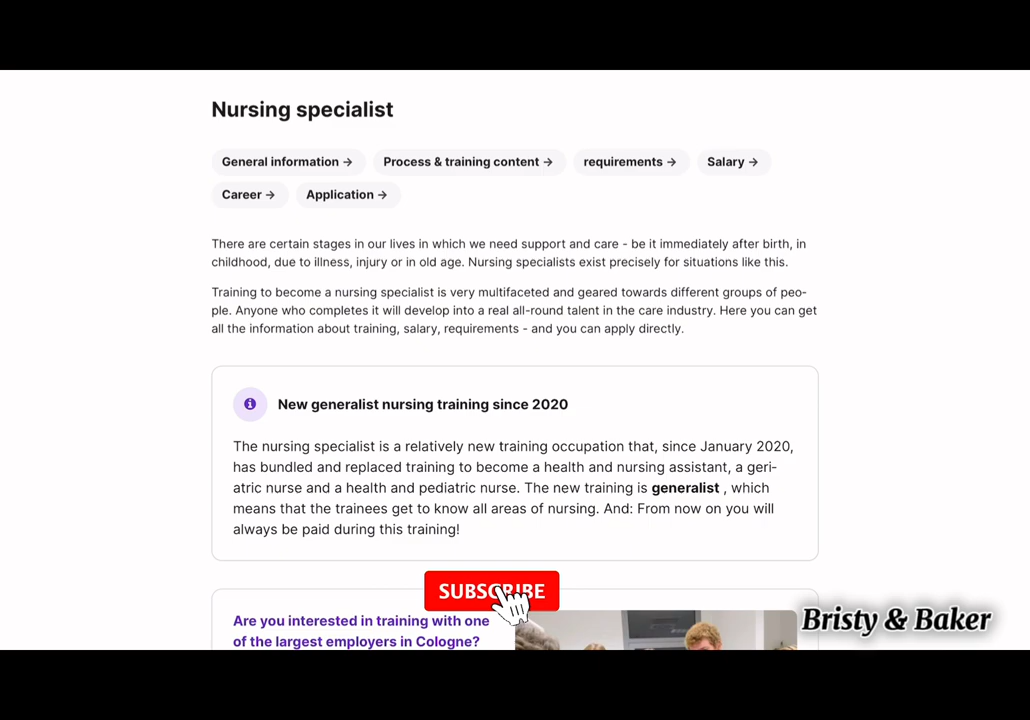 Nursing specialist
General information →
Process & training content →
requirements →
Salary →
Career →
Application →
There are certain stages in our lives in which we need support and care - be it immediately after birth, in
childhood, due to illness, injury or in old age. Nursing specialists exist precisely for situations like this.
Training to become a nursing specialist is very multifaceted and geared towards different groups of peo-
ple. Anyone who completes it will develop into a real all-round talent in the care industry. Here you can get
all the information about training, salary, requirements - and you can apply directly.
New generalist nursing training since 2020
The nursing specialist is a relatively new training occupation that, since January 2020,
has bundled and replaced training to become a health and nursing assistant, a geri-
atric nurse and a health and pediatric nurse. The new training is generalist , which
means that the trainees get to know all areas of nursing. And: From now on you will
always be paid during this training!
SUBSCRIBE
Are you interested in training with one
of the largest employers in Cologne?
Bristy & Baker